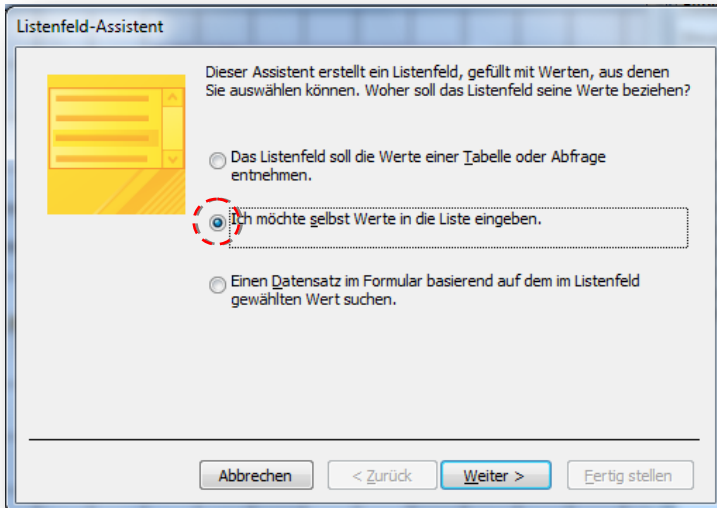 Listenfeld-Assistent
Dieser Assistent erstellt ein Listenfeld, gefüllt mit Werten, aus denen
Sie auswählen können. Woher soll das Listenfeld seine Werte beziehen?
Das Listenfeld soll die Werte einer Tabelle oder Abfrage
entnehmen.
Ich möchte selbst Werte in die Liste eingeben.
Einen Datensatz im Formular basierend auf dem im Listenfeld
gewählten Wert suchen.
Abbrechen
< Zurück
Weiter >
Fertig stellen